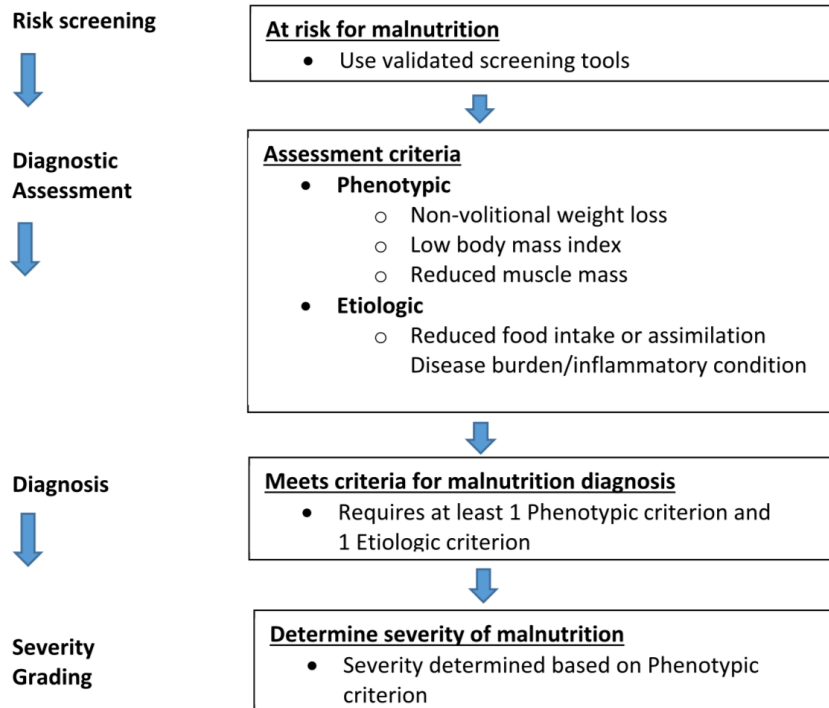 Risk screening
At risk for malnutrition
• Use validated screening tools
Diagnostic
Assessment
Assessment criteria
• Phenotypic
o Non-volitional weight loss
o Low body mass index
o Reduced muscle mass
• Etiologic
o Reduced food intake or assimilation
Disease burden/inflammatory condition
Diagnosis
Meets criteria for malnutrition diagnosis
• Requires at least 1 Phenotypic criterion and
1 Etiologic criterion
Severity
Grading
Determine severity of malnutrition
• Severity determined based on Phenotypic
criterion